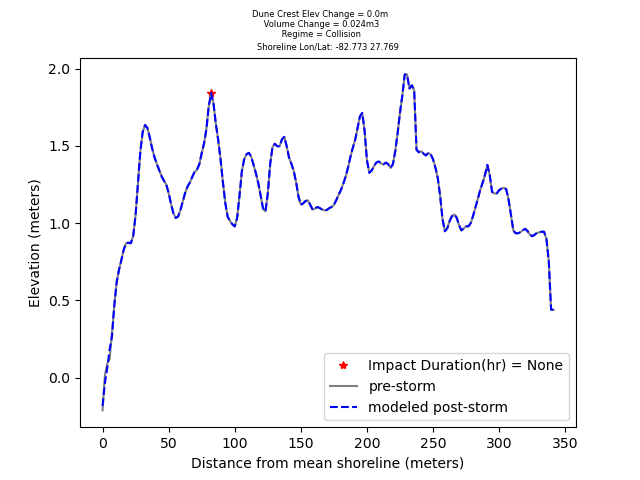 Dune Crest Elev Change = 0.0m
Volume Change = 0.024m3
Regime = Collision
Shoreline Lon/Lat: -82.773 27.769
2.0
1.5
1.0
0.5
0.0
Elevation (meters)
Impact Duration(hr) = None
pre-storm
modeled post-storm
0 50 100 150 200 250 300 350
Distance from mean shoreline (meters)